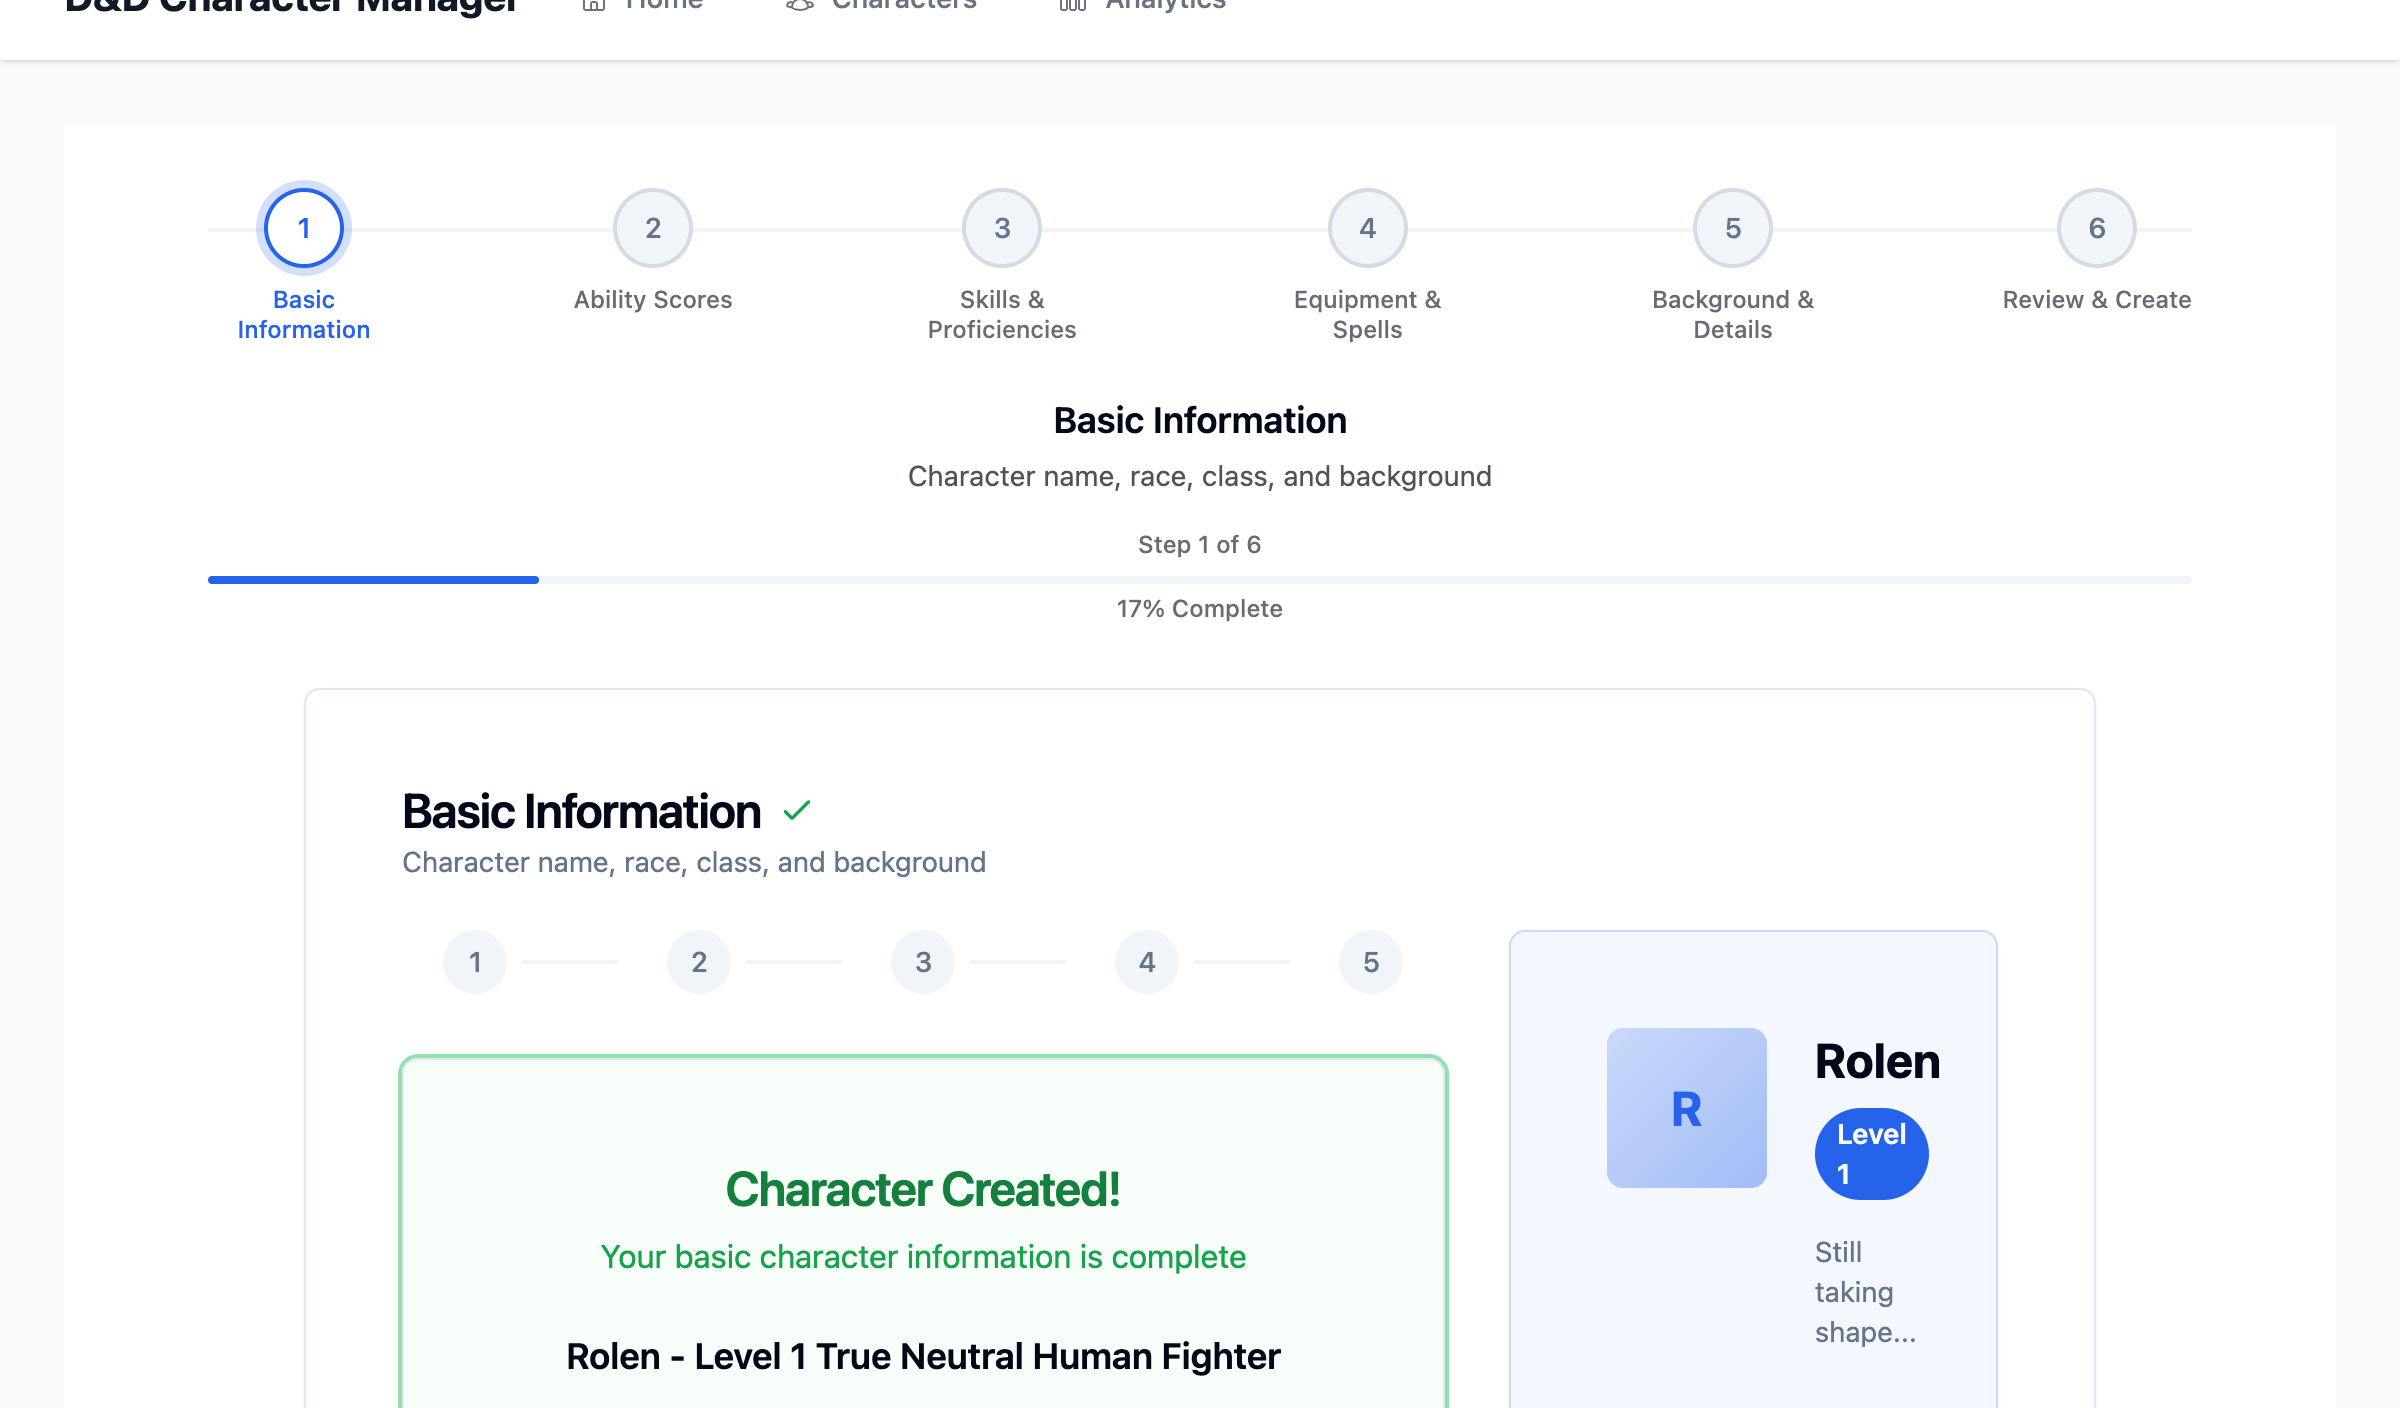 D&D Character Manager Home Characters Analytics
1 2 3 4 5 6
Basic
Information
Ability Scores
Skills &
Proficiencies
Equipment &
Spells
Background &
Details
Review & Create
Basic Information
Character name, race, class, and background
Step 1 of 6
17% Complete
Basic Information
Character name, race, class, and background
1 2 3 4 5
Character Created!
Your basic character information is complete
Rolen - Level 1 True Neutral Human Fighter
R
Rolen
Level
1
Still
taking
shape...